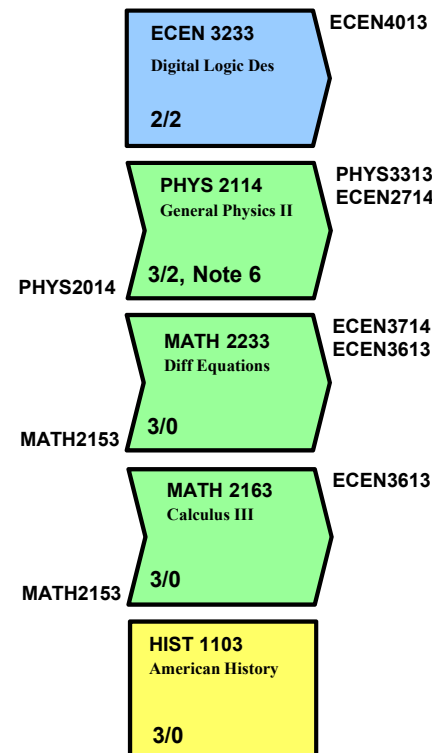 ECEN 3233
ECEN4013
Digital Logic Des
2/2
PHYS 2114
PHYS3313
General Physics II
ECEN2714
3/2, Note 6
PHYS2014
MATH 2233
ECEN3714
Diff Equations
ECEN3613
3/0
MATH2153
MATH 2163
ECEN3613
Calculus III
3/0
MATH2153
HIST 1103
American History
3/0